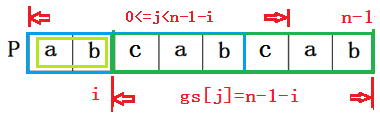 0<=j<n-1-i n-1
P a b c a b c a b
i gs[j]=n-1-i